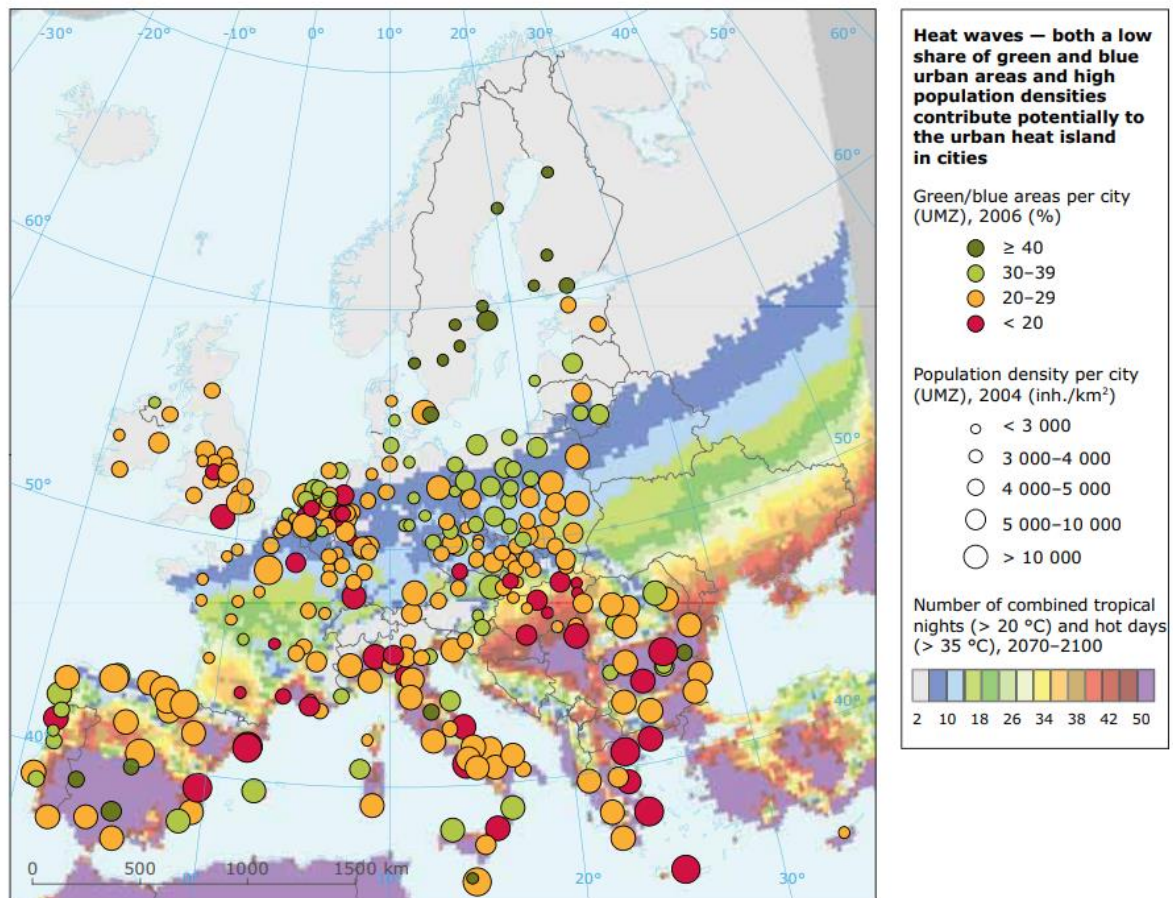 -30° -20° -10° 0° 10° 20° 30° 40° 50° 60°
60°
60°
50°
50°
40°
40°
0 500 1000 1500 km
20° 30°
Heat waves — both a low
share of green and blue
urban areas and high
population densities
contribute potentially to
the urban heat island
in cities
Green/blue areas per city
(UMZ), 2006 (%)
≥ 40
30–39
20–29
< 20
Population density per city
(UMZ), 2004 (inh./km²)
< 3 000
3 000–4 000
4 000–5 000
5 000–10 000
> 10 000
Number of combined tropical
nights (> 20 °C) and hot days
(> 35 °C), 2070–2100
2 10 18 26 34 38 42 50